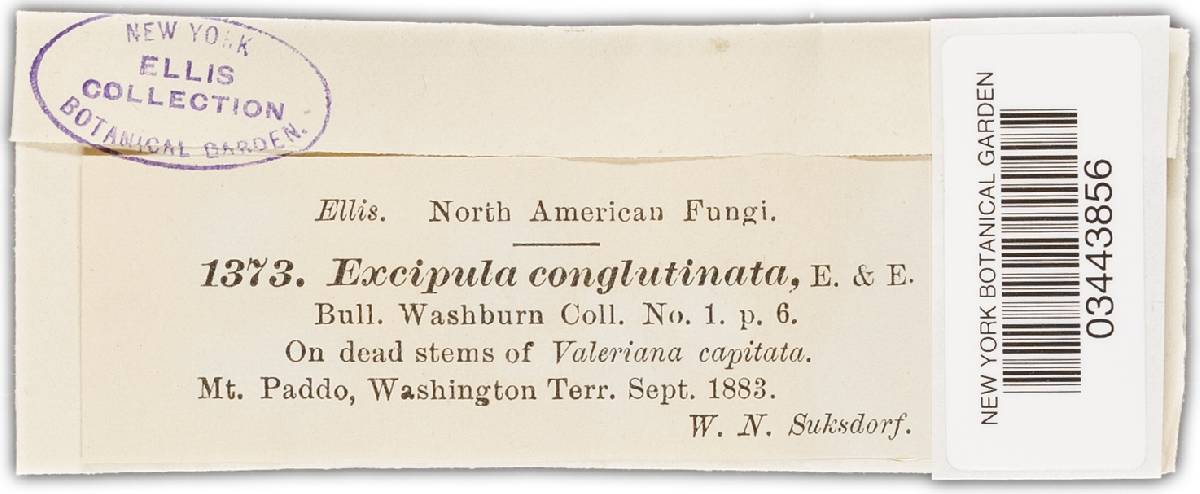 NEW YORK
ELLIS
COLLECTION
BOTANICAL GARDEN.
Ellis. North American Fungi.
1373. Excipula conglutinata, E. & E.
Bull. Washburn Coll. No. 1. p. 6.
On dead stems of Valeriana capitata.
Mt. Paddo, Washington Terr. Sept. 1883.
W. N. Suksdorf.
NEW YORK BOTANICAL GARDEN
03443856